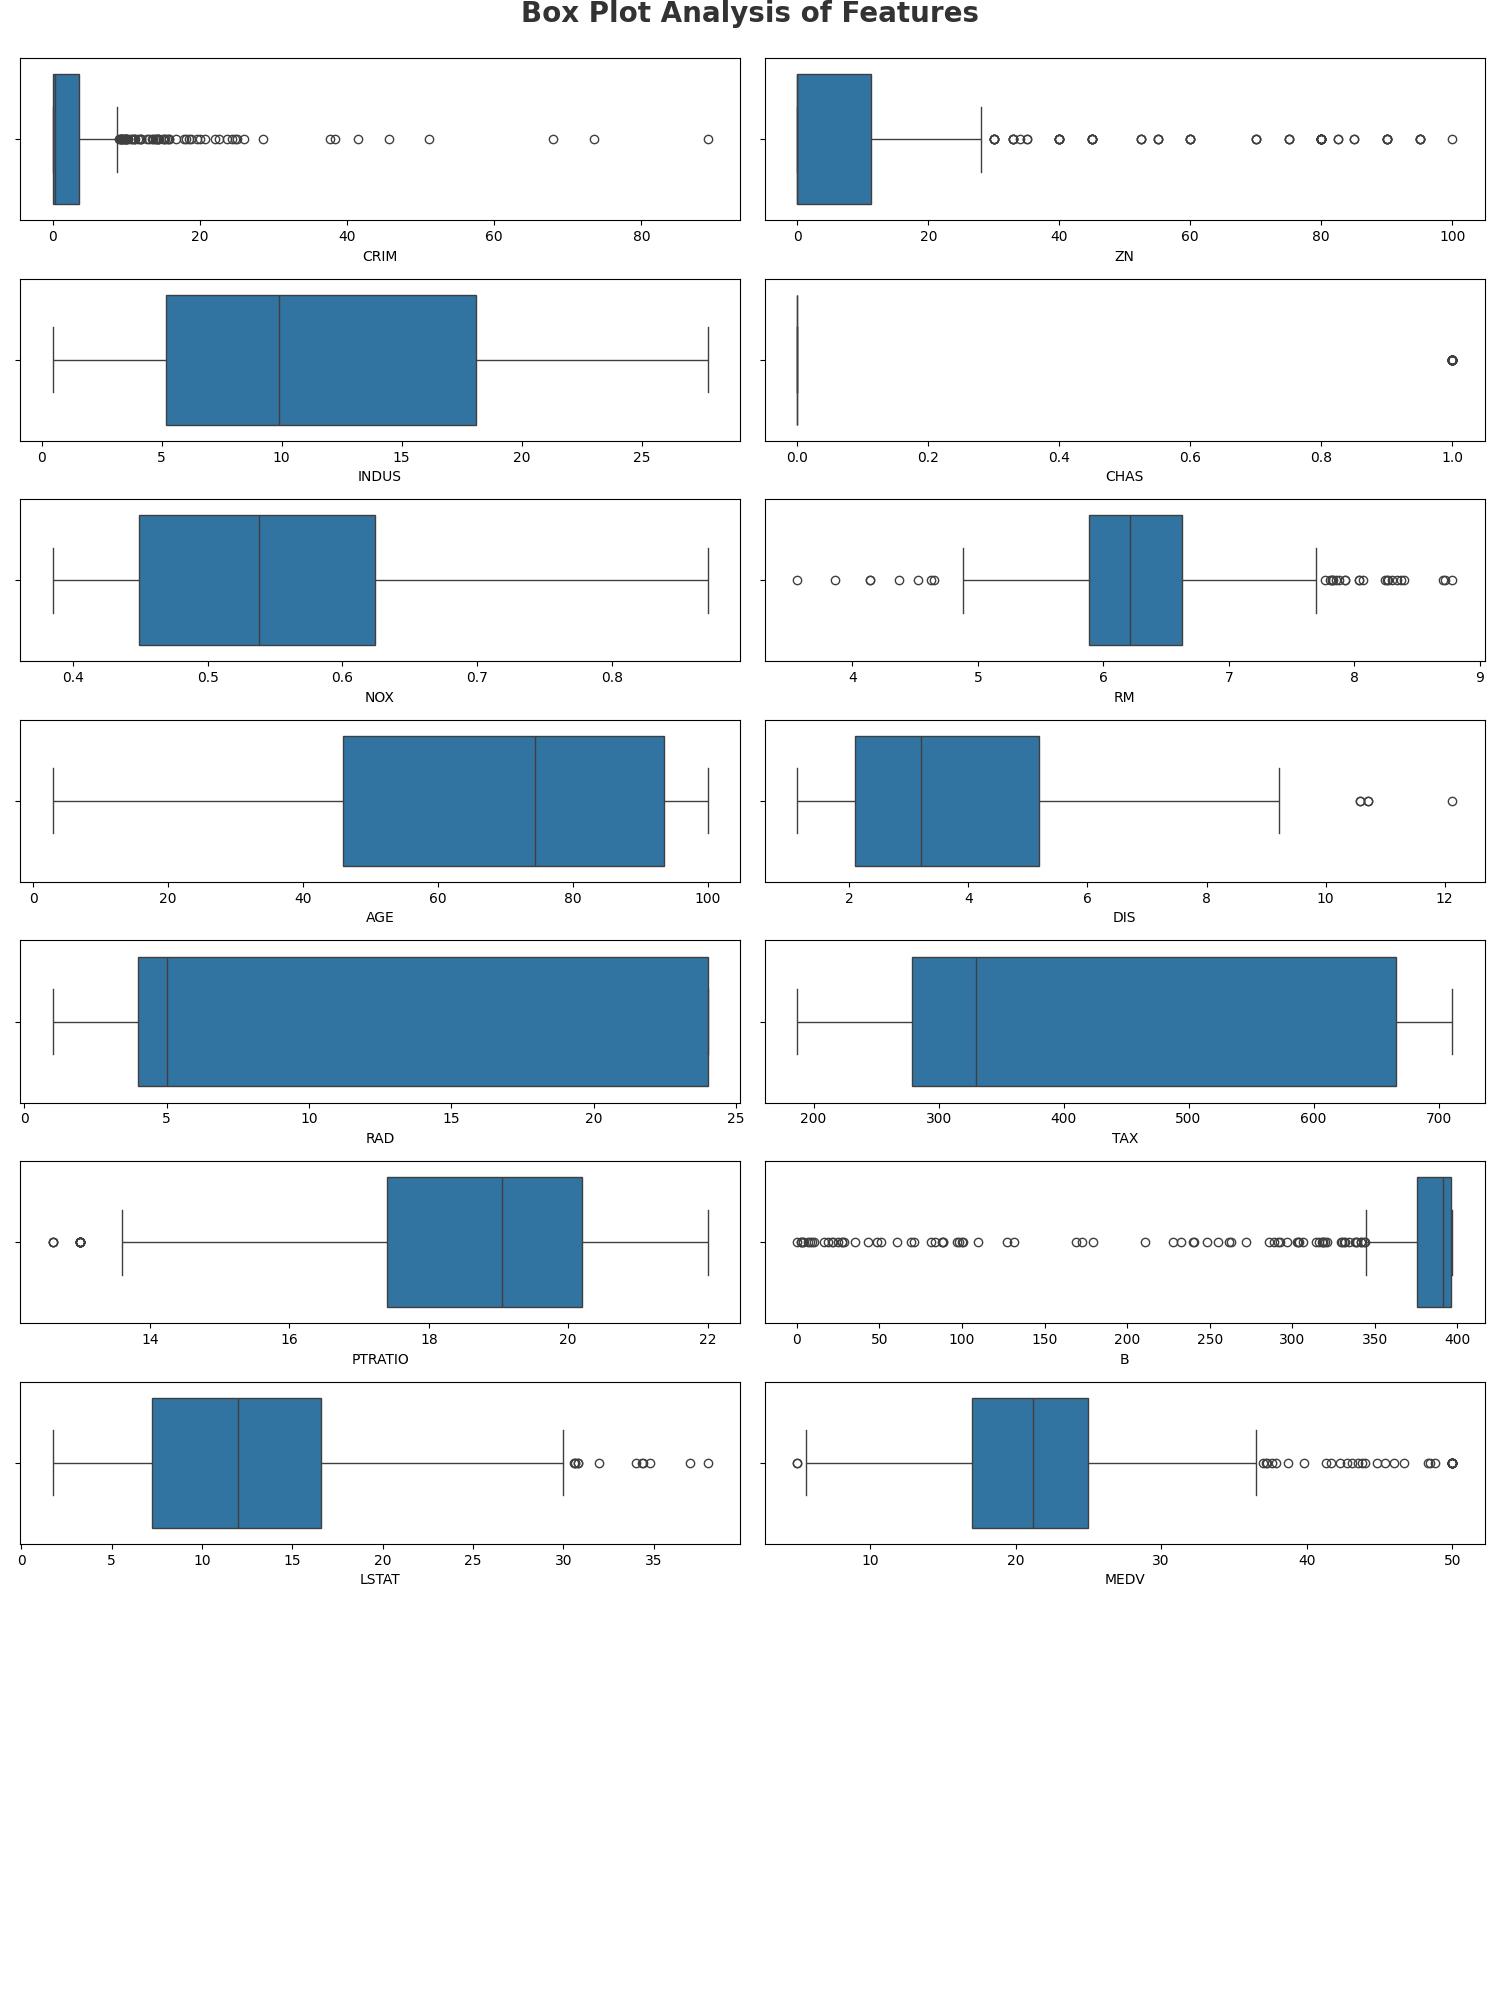 Box Plot Analysis of Features
0 20 40 60 80
CRIM
0 20 40 60 80 100
ZN
0 5 10 15 20 25
INDUS
0.0 0.2 0.4 0.6 0.8 1.0
CHAS
0.4 0.5 0.6 0.7 0.8
NOX
4 5 6 7 8 9
RM
0 20 40 60 80 100
AGE
2 4 6 8 10 12
DIS
0 5 10 15 20 25
RAD
200 300 400 500 600 700
TAX
14 16 18 20 22
PTRATIO
0 50 100 150 200 250 300 350 400
B
0 5 10 15 20 25 30 35
LSTAT
10 20 30 40 50
MEDV